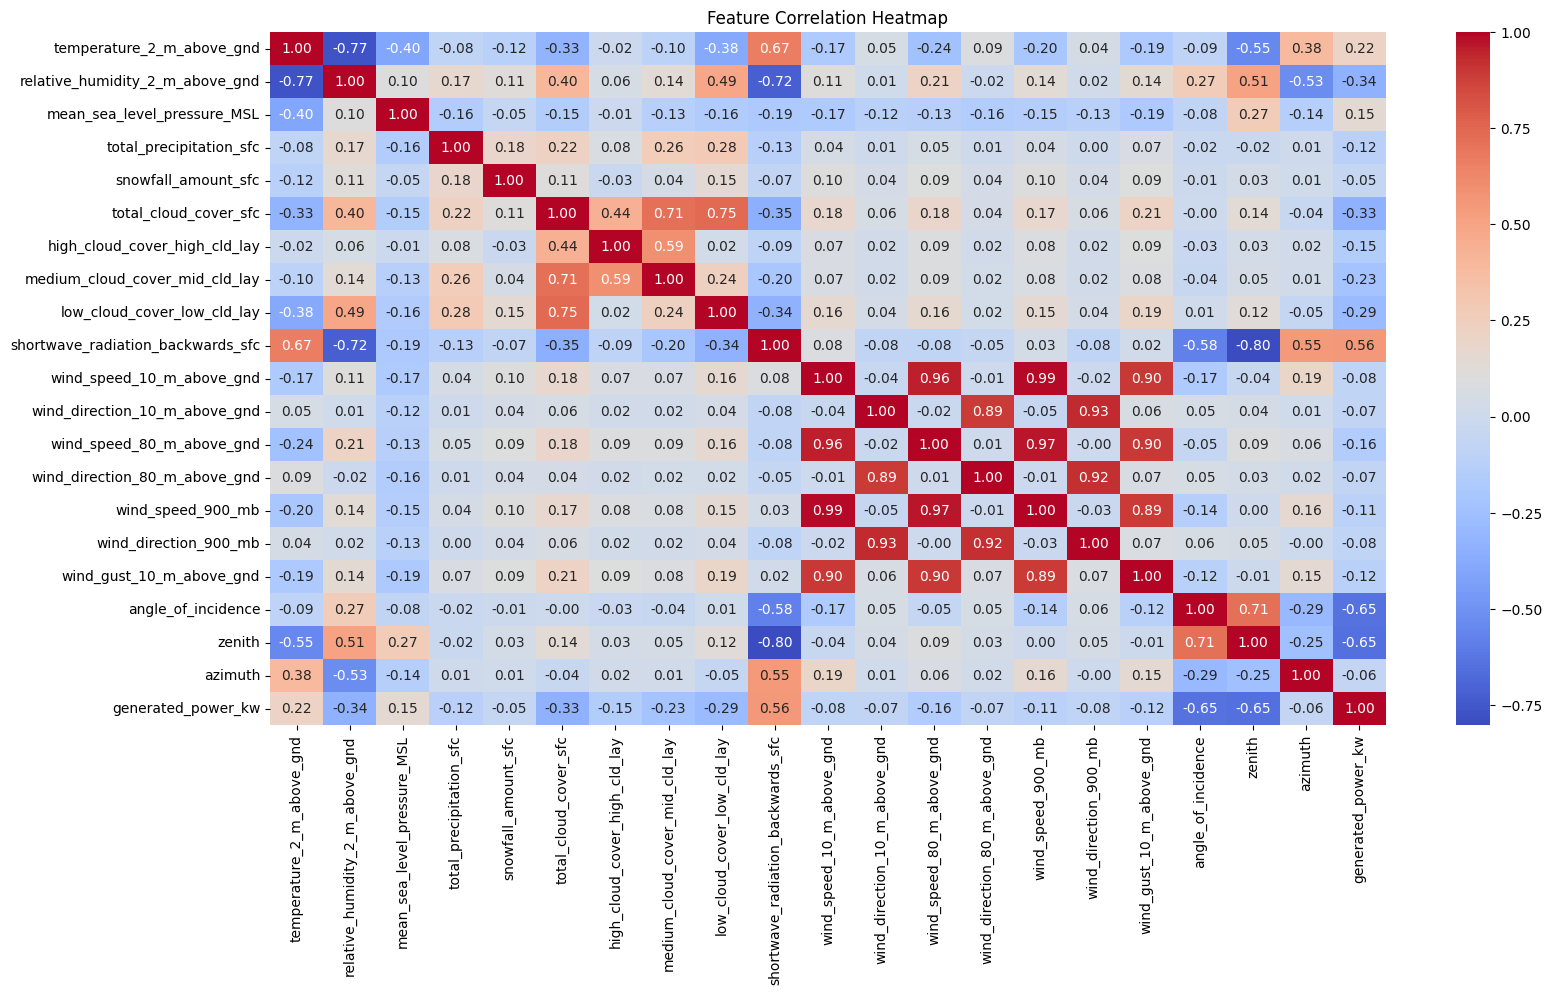 Feature Correlation Heatmap
temperature_2_m_above_gnd 1.00 -0.77 -0.40 -0.08 -0.12 -0.33 -0.02 -0.10 -0.38 0.67 -0.17 0.05 -0.24 0.09 -0.20 0.04 -0.19 -0.09 -0.55 0.38 0.22
relative_humidity_2_m_above_gnd -0.77 1.00 0.10 0.17 0.11 0.40 0.06 0.14 0.49 -0.72 0.11 0.01 0.21 -0.02 0.14 0.02 0.14 0.27 0.51 -0.53 -0.34
mean_sea_level_pressure_MSL -0.40 0.10 1.00 -0.16 -0.05 -0.15 -0.01 -0.13 -0.16 -0.19 -0.17 -0.12 -0.13 -0.16 -0.15 -0.13 -0.19 -0.08 0.27 -0.14 0.15
total_precipitation_sfc -0.08 0.17 -0.16 1.00 0.18 0.22 0.08 0.26 0.28 -0.13 0.04 0.01 0.05 0.01 0.04 0.00 0.07 -0.02 -0.02 0.01 -0.12
snowfall_amount_sfc -0.12 0.11 -0.05 0.18 1.00 0.11 -0.03 0.04 0.15 -0.07 0.10 0.04 0.09 0.04 0.10 0.04 0.09 -0.01 0.03 0.01 -0.05
total_cloud_cover_sfc -0.33 0.40 -0.15 0.22 0.11 1.00 0.44 0.71 0.75 -0.35 0.18 0.06 0.18 0.04 0.17 0.06 0.21 -0.00 0.14 -0.04 -0.33
high_cloud_cover_high_cld_lay -0.02 0.06 -0.01 0.08 -0.03 0.44 1.00 0.59 0.02 -0.09 0.07 0.02 0.09 0.02 0.08 0.02 0.09 -0.03 0.03 0.02 -0.15
medium_cloud_cover_mid_cld_lay -0.10 0.14 -0.13 0.26 0.04 0.71 0.59 1.00 0.24 -0.20 0.07 0.02 0.09 0.02 0.08 0.02 0.08 -0.04 0.05 0.01 -0.23
low_cloud_cover_low_cld_lay -0.38 0.49 -0.16 0.28 0.15 0.75 0.02 0.24 1.00 -0.34 0.16 0.04 0.16 0.02 0.15 0.04 0.19 0.01 0.12 -0.05 -0.29
shortwave_radiation_backwards_sfc 0.67 -0.72 -0.19 -0.13 -0.07 -0.35 -0.09 -0.20 -0.34 1.00 0.08 -0.08 -0.08 -0.05 0.03 -0.08 0.02 -0.58 -0.80 0.55 0.56
wind_speed_10_m_above_gnd -0.17 0.11 -0.17 0.04 0.10 0.18 0.07 0.07 0.16 0.08 1.00 -0.04 0.96 -0.01 0.99 -0.02 0.90 -0.17 -0.04 0.19 -0.08
wind_direction_10_m_above_gnd 0.05 0.01 -0.12 0.01 0.04 0.06 0.02 0.02 0.04 -0.08 -0.04 1.00 -0.02 0.89 -0.05 0.93 0.06 0.05 0.04 0.01 -0.07
wind_speed_80_m_above_gnd -0.24 0.21 -0.13 0.05 0.09 0.18 0.09 0.09 0.16 -0.08 0.96 -0.02 1.00 0.01 0.97 -0.00 0.90 -0.05 0.09 0.06 -0.16
wind_direction_80_m_above_gnd 0.09 -0.02 -0.16 0.01 0.04 0.04 0.02 0.02 0.02 -0.05 -0.01 0.89 0.01 1.00 -0.01 0.92 0.07 0.05 0.03 0.02 -0.07
wind_speed_900_mb -0.20 0.14 -0.15 0.04 0.10 0.17 0.08 0.08 0.15 0.03 0.99 -0.05 0.97 -0.01 1.00 -0.03 0.89 -0.14 0.00 0.16 -0.11
wind_direction_900_mb 0.04 0.02 -0.13 0.00 0.04 0.06 0.02 0.02 0.04 -0.08 -0.02 0.93 -0.00 0.92 -0.03 1.00 0.07 0.06 0.05 -0.00 -0.08
wind_gust_10_m_above_gnd -0.19 0.14 -0.19 0.07 0.09 0.21 0.09 0.08 0.19 0.02 0.90 0.06 0.90 0.07 0.89 0.07 1.00 -0.12 -0.01 0.15 -0.12
angle_of_incidence -0.09 0.27 -0.08 -0.02 -0.01 -0.00 -0.03 -0.04 0.01 -0.58 -0.17 0.05 -0.05 0.05 -0.14 0.06 -0.12 1.00 0.71 -0.29 -0.65
zenith -0.55 0.51 0.27 -0.02 0.03 0.14 0.03 0.05 0.12 -0.80 -0.04 0.04 0.09 0.03 0.00 0.05 -0.01 0.71 1.00 -0.25 -0.65
azimuth 0.38 -0.53 -0.14 0.01 0.01 -0.04 0.02 0.01 -0.05 0.55 0.19 0.01 0.06 0.02 0.16 -0.00 0.15 -0.29 -0.25 1.00 -0.06
generated_power_kw 0.22 -0.34 0.15 -0.12 -0.05 -0.33 -0.15 -0.23 -0.29 0.56 -0.08 -0.07 -0.16 -0.07 -0.11 -0.08 -0.12 -0.65 -0.65 -0.06 1.00
temperature_2_m_above_gnd
relative_humidity_2_m_above_gnd
mean_sea_level_pressure_MSL
total_precipitation_sfc
snowfall_amount_sfc
total_cloud_cover_sfc
high_cloud_cover_high_cld_lay
medium_cloud_cover_mid_cld_lay
low_cloud_cover_low_cld_lay
shortwave_radiation_backwards_sfc
wind_speed_10_m_above_gnd
wind_direction_10_m_above_gnd
wind_speed_80_m_above_gnd
wind_direction_80_m_above_gnd
wind_speed_900_mb
wind_direction_900_mb
wind_gust_10_m_above_gnd
angle_of_incidence
zenith
azimuth
generated_power_kw
1.00
0.75
0.50
0.25
0.00
−0.25
−0.50
−0.75